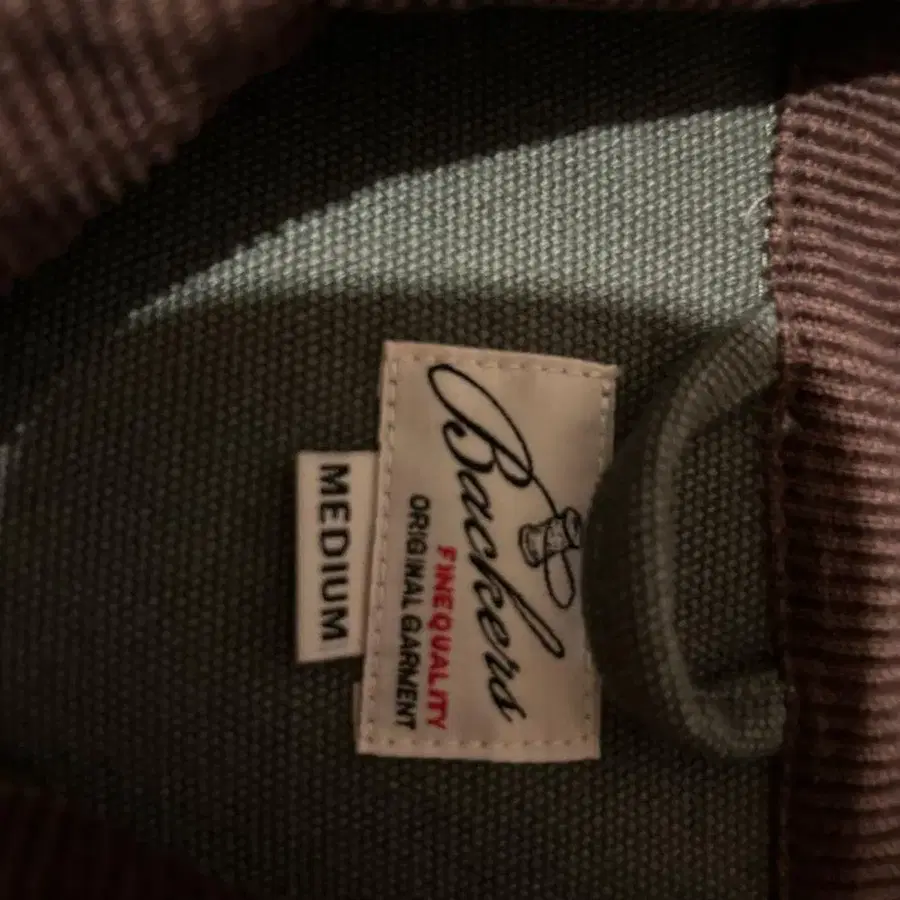 Backers
FINEQUALITY
ORIGINAL GARMENT
MEDIUM